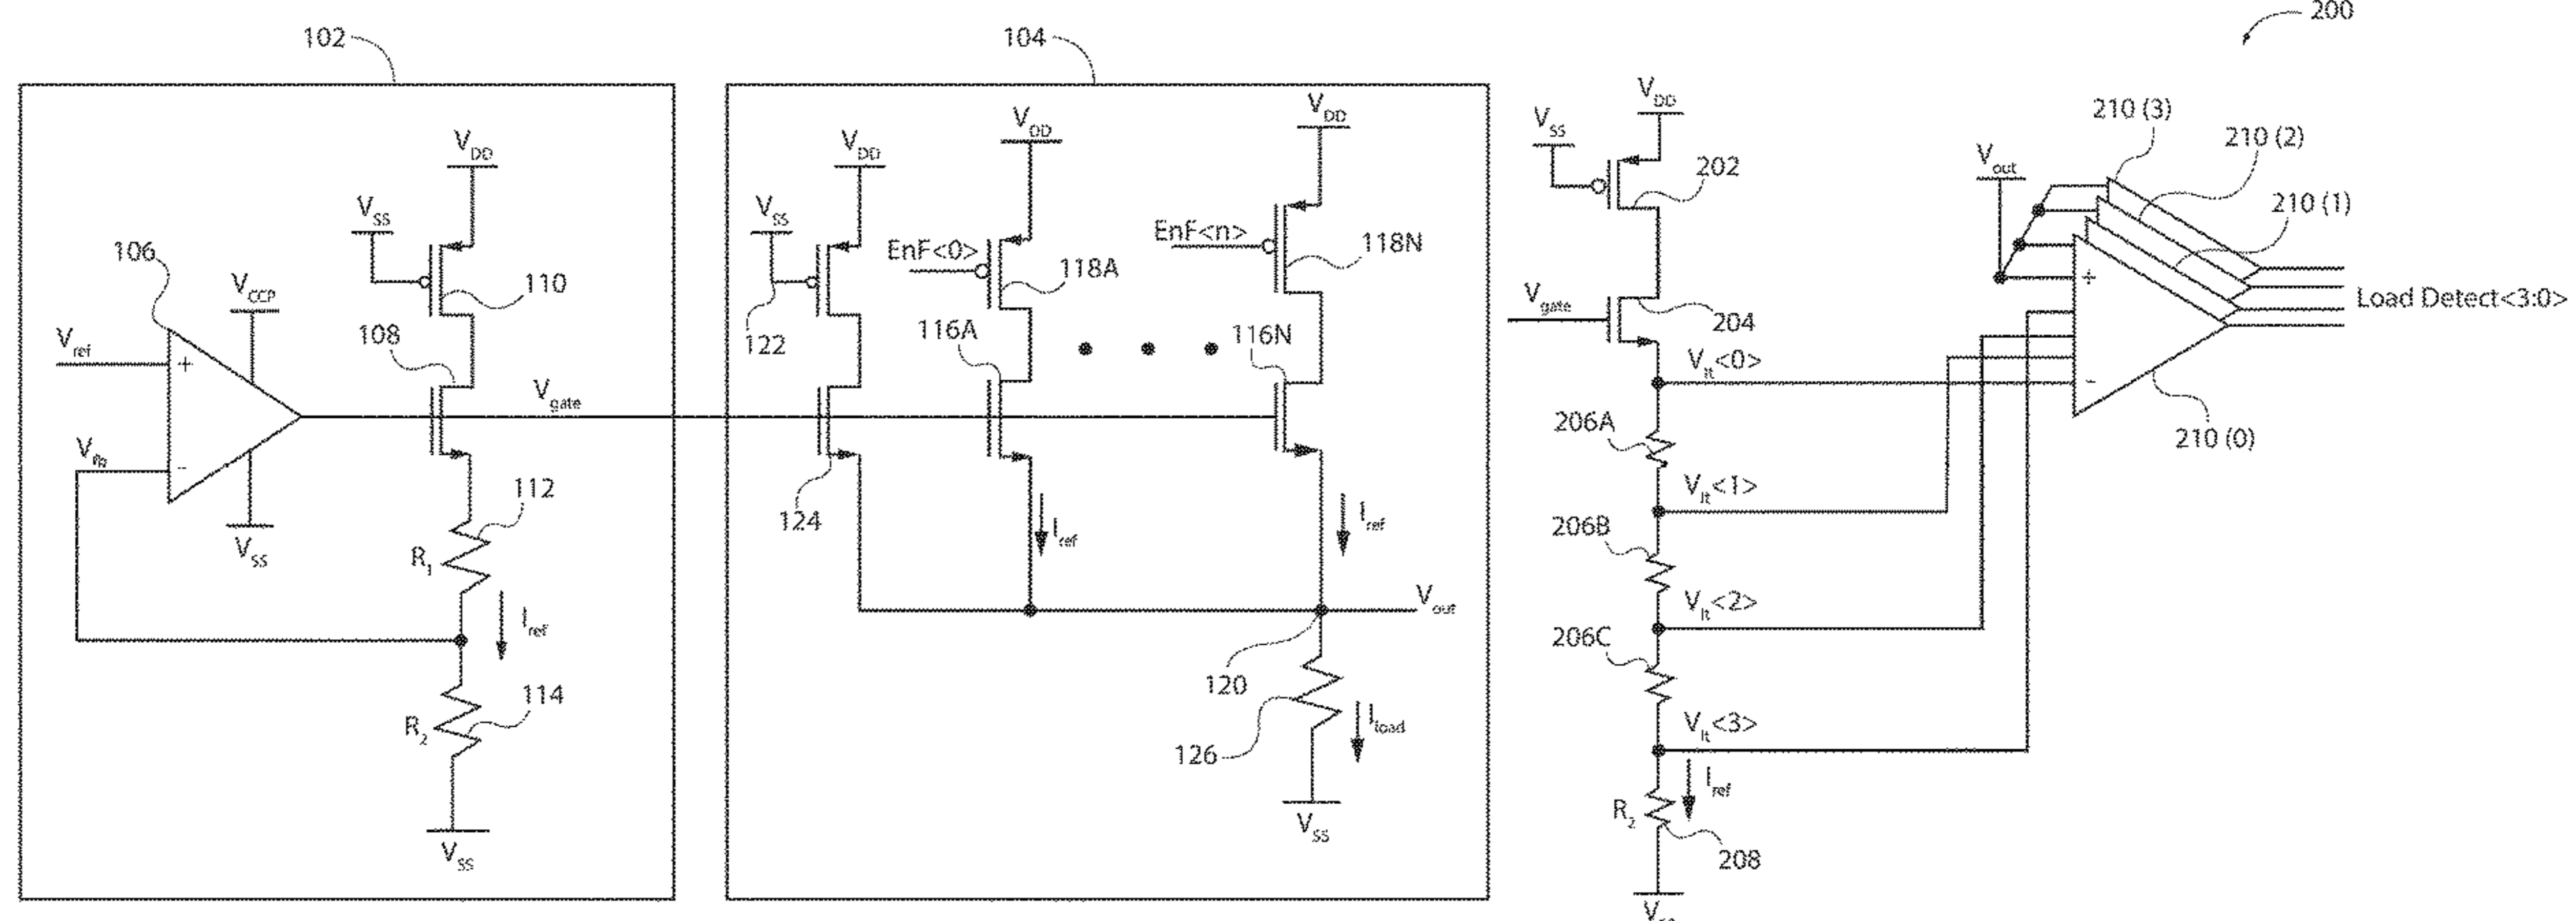 102
106
V_ref
V_fb
V_CCP
V_SS
V_SS
V_DD
110
108
V_gate
112
R_1
I_ref
114
R_2
V_SS
104
V_SS
122
V_DD
124
EnF<0>
V_DD
118A
116A
I_ref
EnF<n>
V_DD
118N
116N
I_ref
V_out
120
126
I_load
V_SS
200
V_SS
V_DD
202
V_gate
204
V_lt<0>
206A
V_lt<1>
206B
V_lt<2>
206C
V_lt<3>
I_ref
R_2
208
V_out
210 (3)
210 (2)
210 (1)
+
-
+
-
Load Detect<3:0>
210 (0)